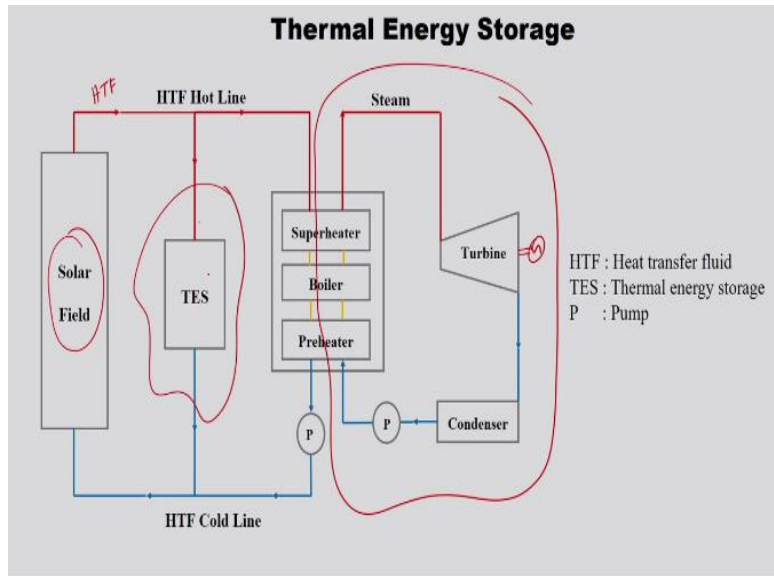 Thermal Energy Storage
HTF
HTF Hot Line
Steam
Solar
Field
TES
Superheater
Boiler
Preheater
Turbine
P
P
Condenser
HTF Cold Line
HTF : Heat transfer fluid
TES : Thermal energy storage
P : Pump